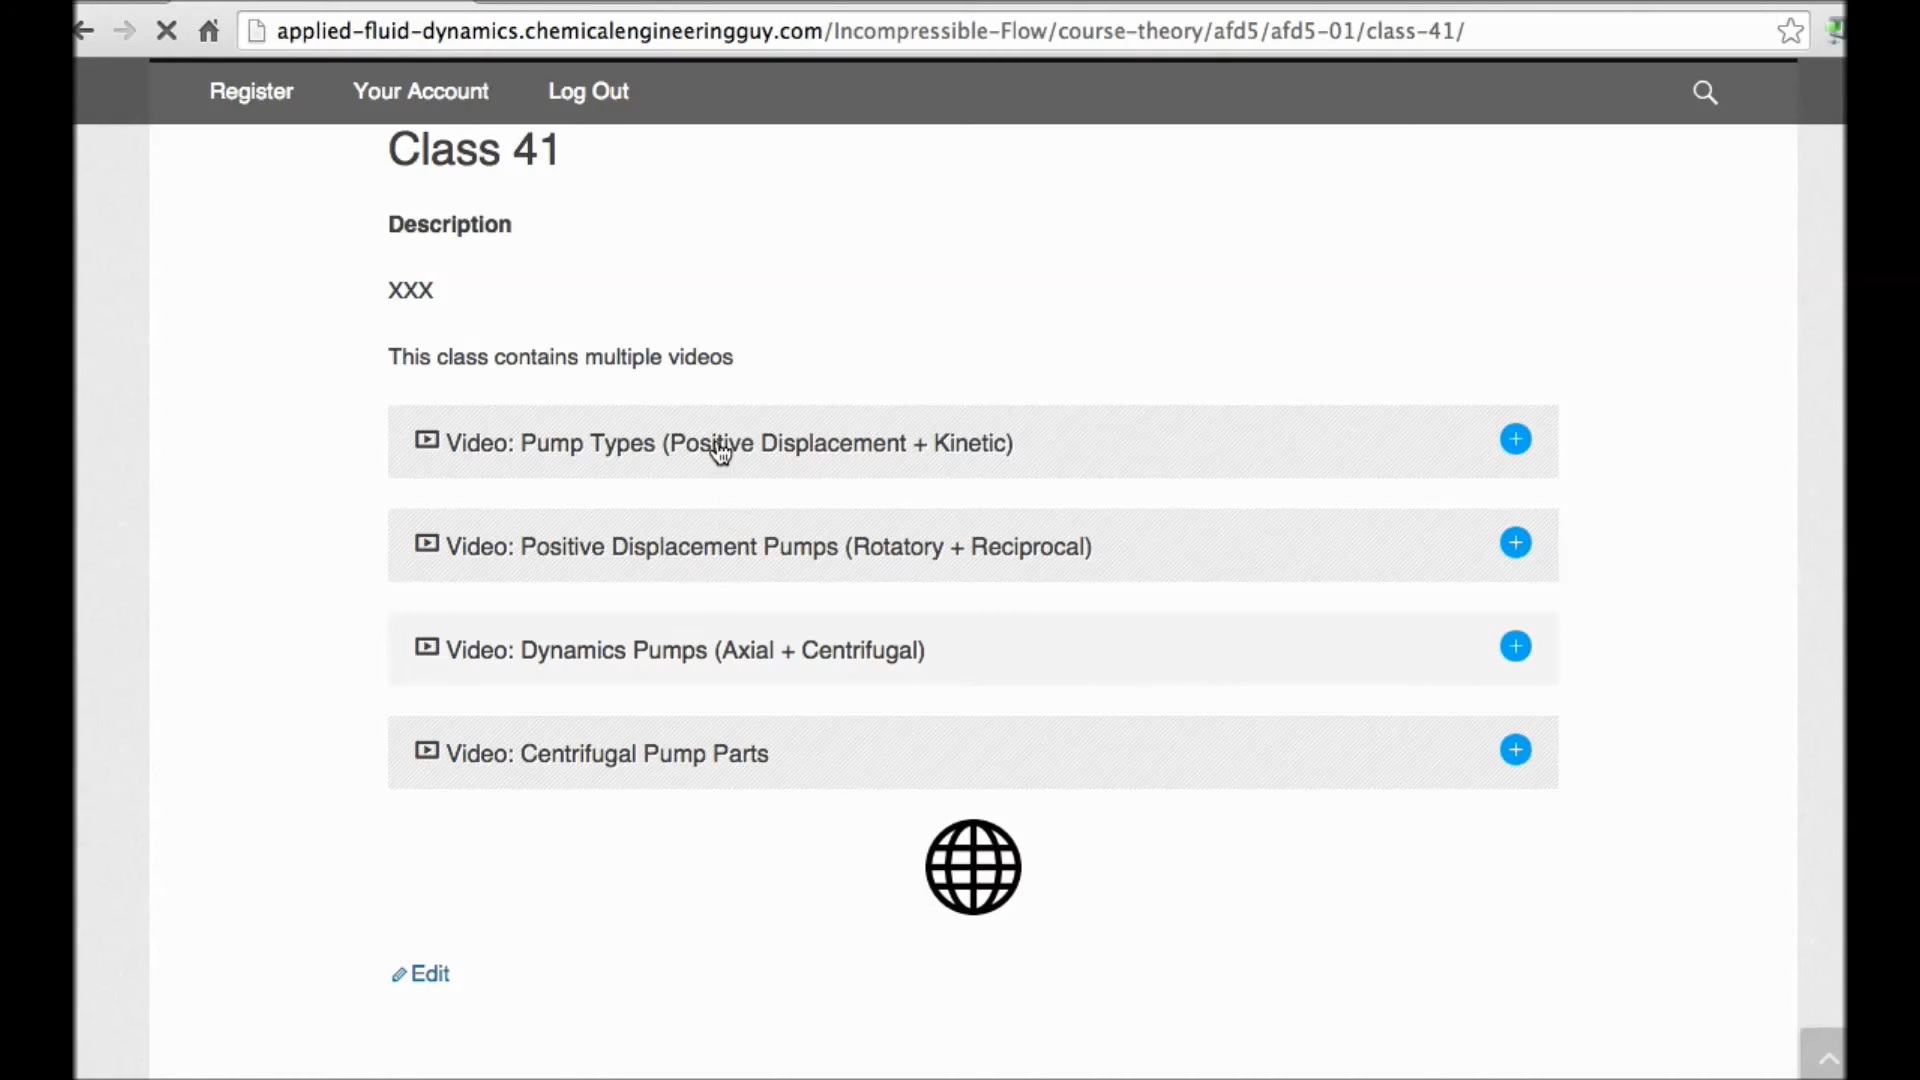 applied-fluid-dynamics.chemicalengineeringguy.com/Incompressible-Flow/course-theory/afd5/afd5-01/class-41/
Register Your Account Log Out
Class 41
Description
XXX
This class contains multiple videos
Video: Pump Types (Positive Displacement + Kinetic)
Video: Positive Displacement Pumps (Rotatory + Reciprocal)
Video: Dynamics Pumps (Axial + Centrifugal)
Video: Centrifugal Pump Parts
Edit